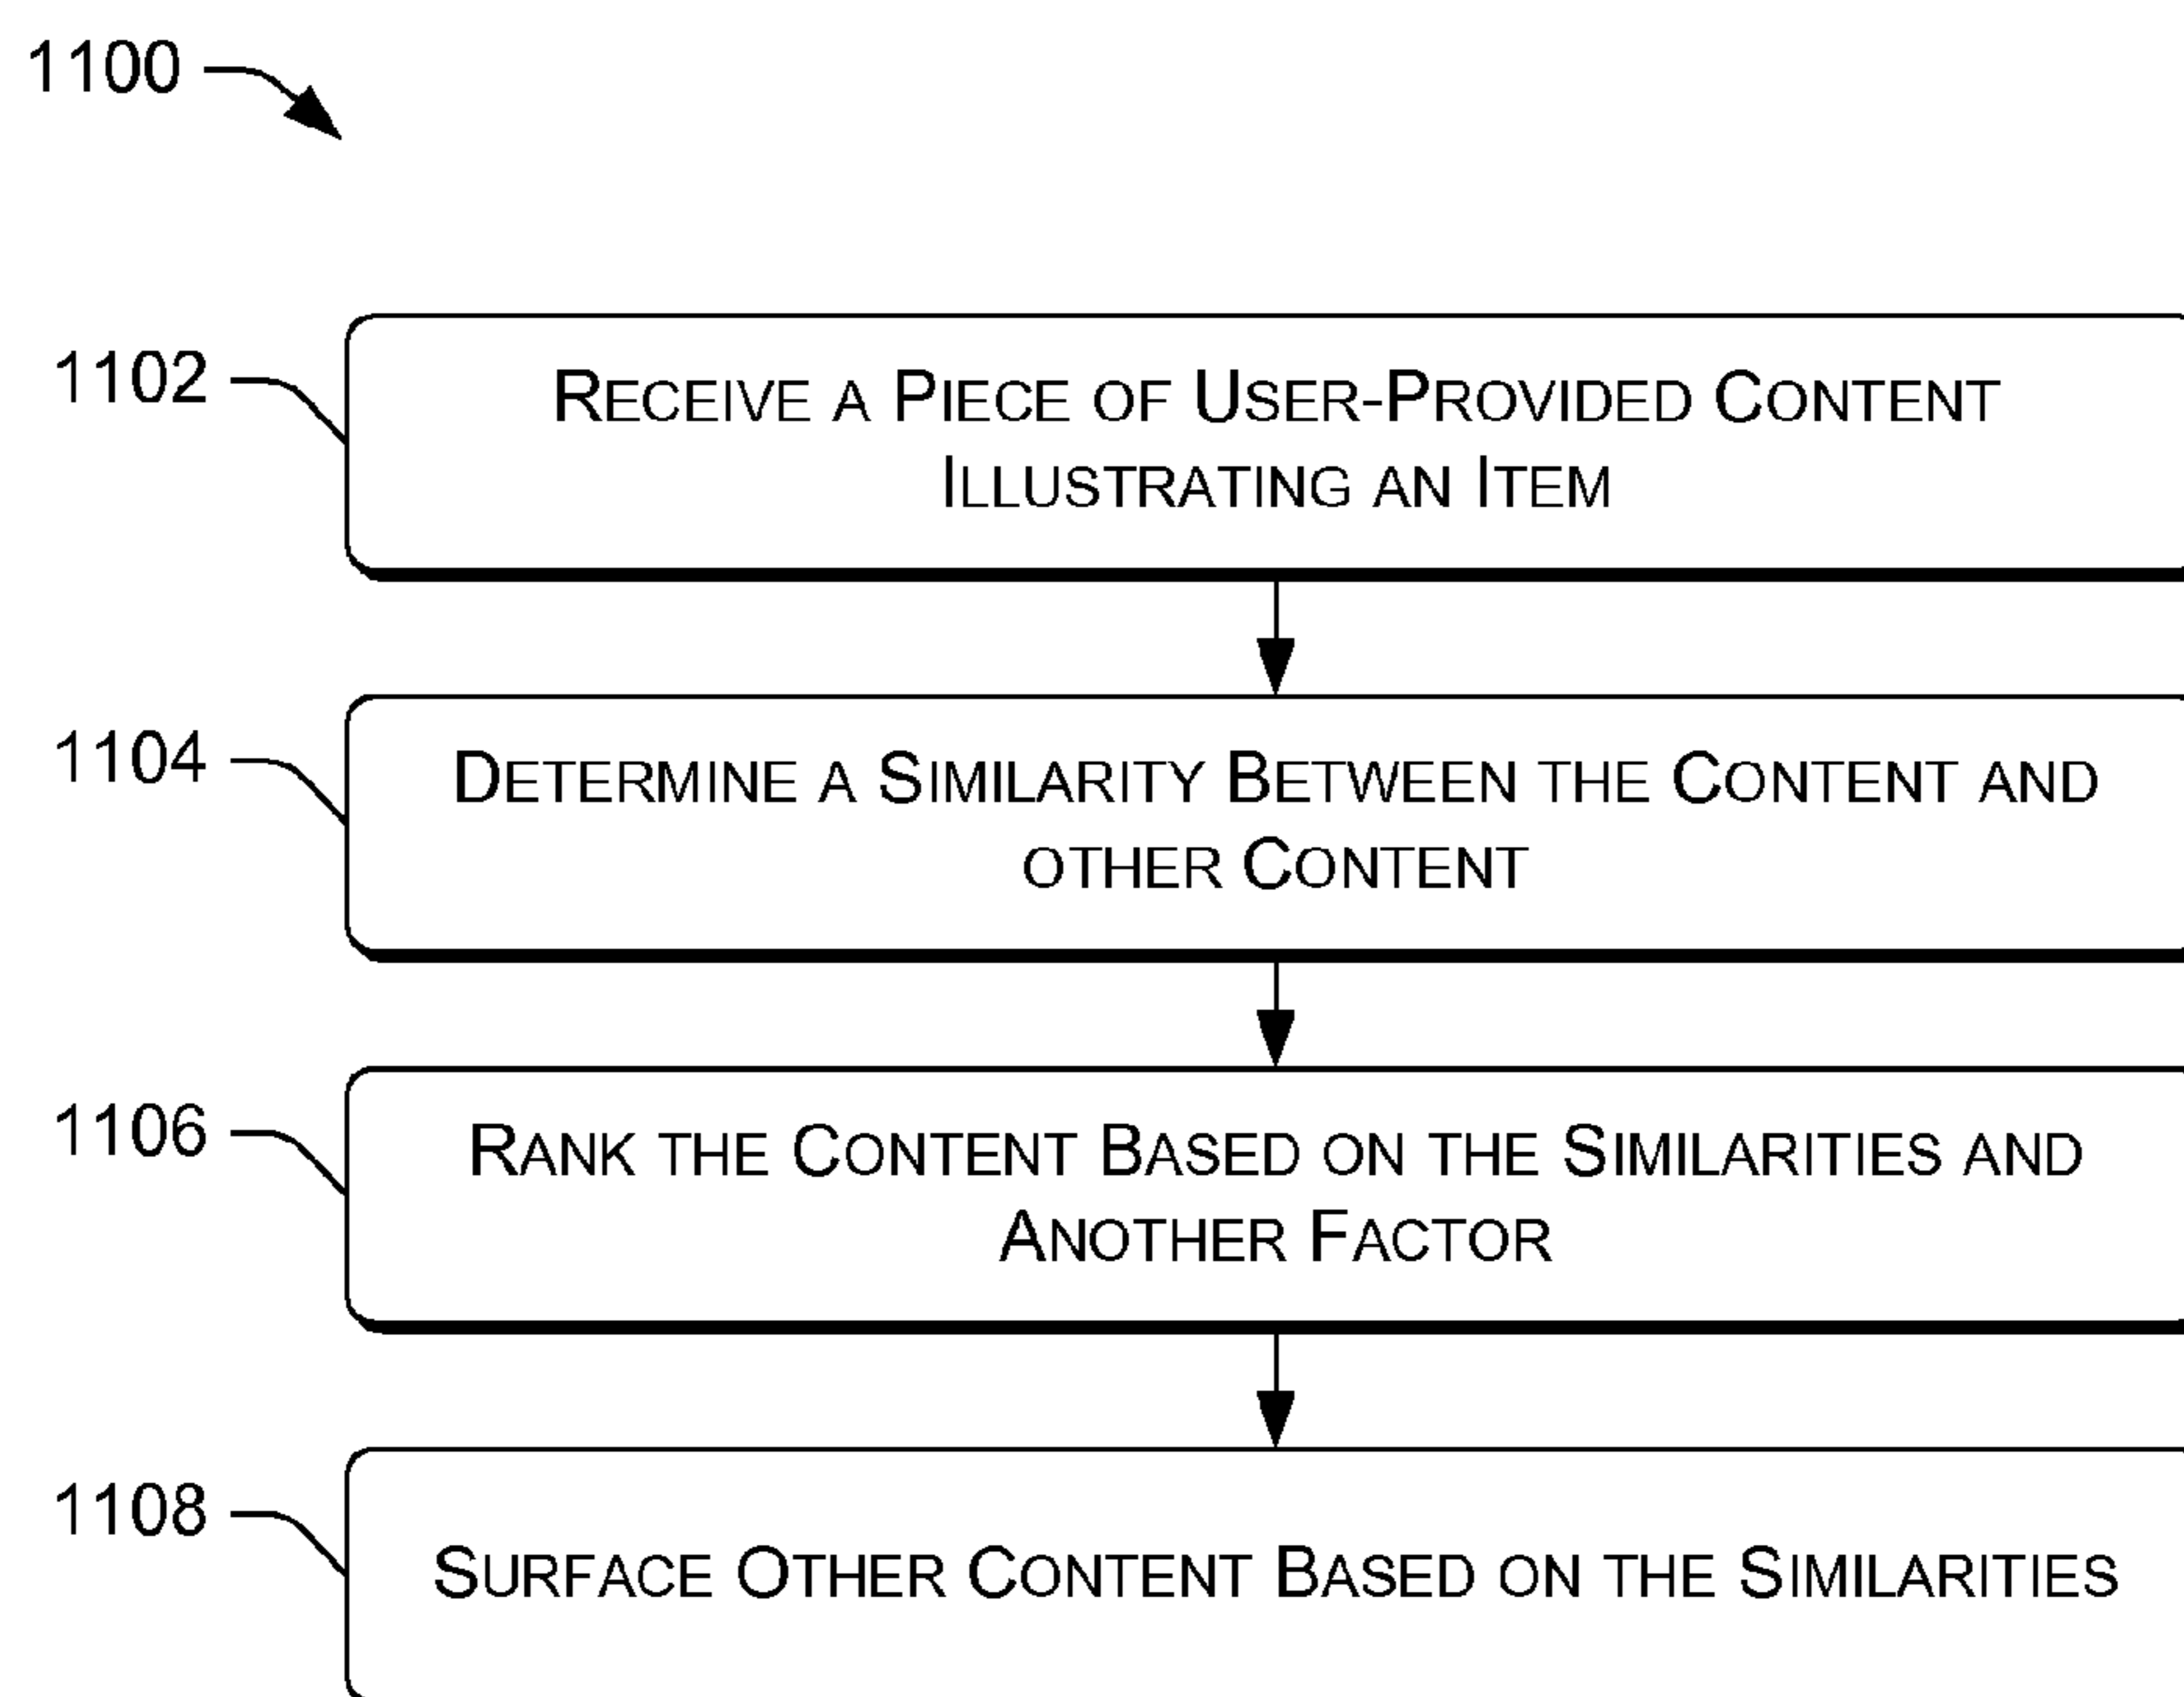 1100
1102
RECEIVE A PIECE OF USER-PROVIDED CONTENT
ILLUSTRATING AN ITEM
1104
DETERMINE A SIMILARITY BETWEEN THE CONTENT AND
OTHER CONTENT
1106
RANK THE CONTENT BASED ON THE SIMILARITIES AND
ANOTHER FACTOR
1108
SURFACE OTHER CONTENT BASED ON THE SIMILARITIES